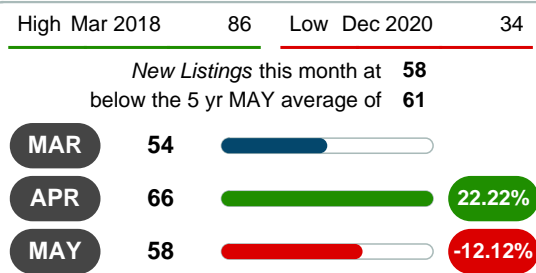 High Mar 2018 86 Low Dec 2020 34
New Listings this month at 58
below the 5 yr MAY average of 61
MAR 54
APR 66 22.22%
MAY 58 -12.12%